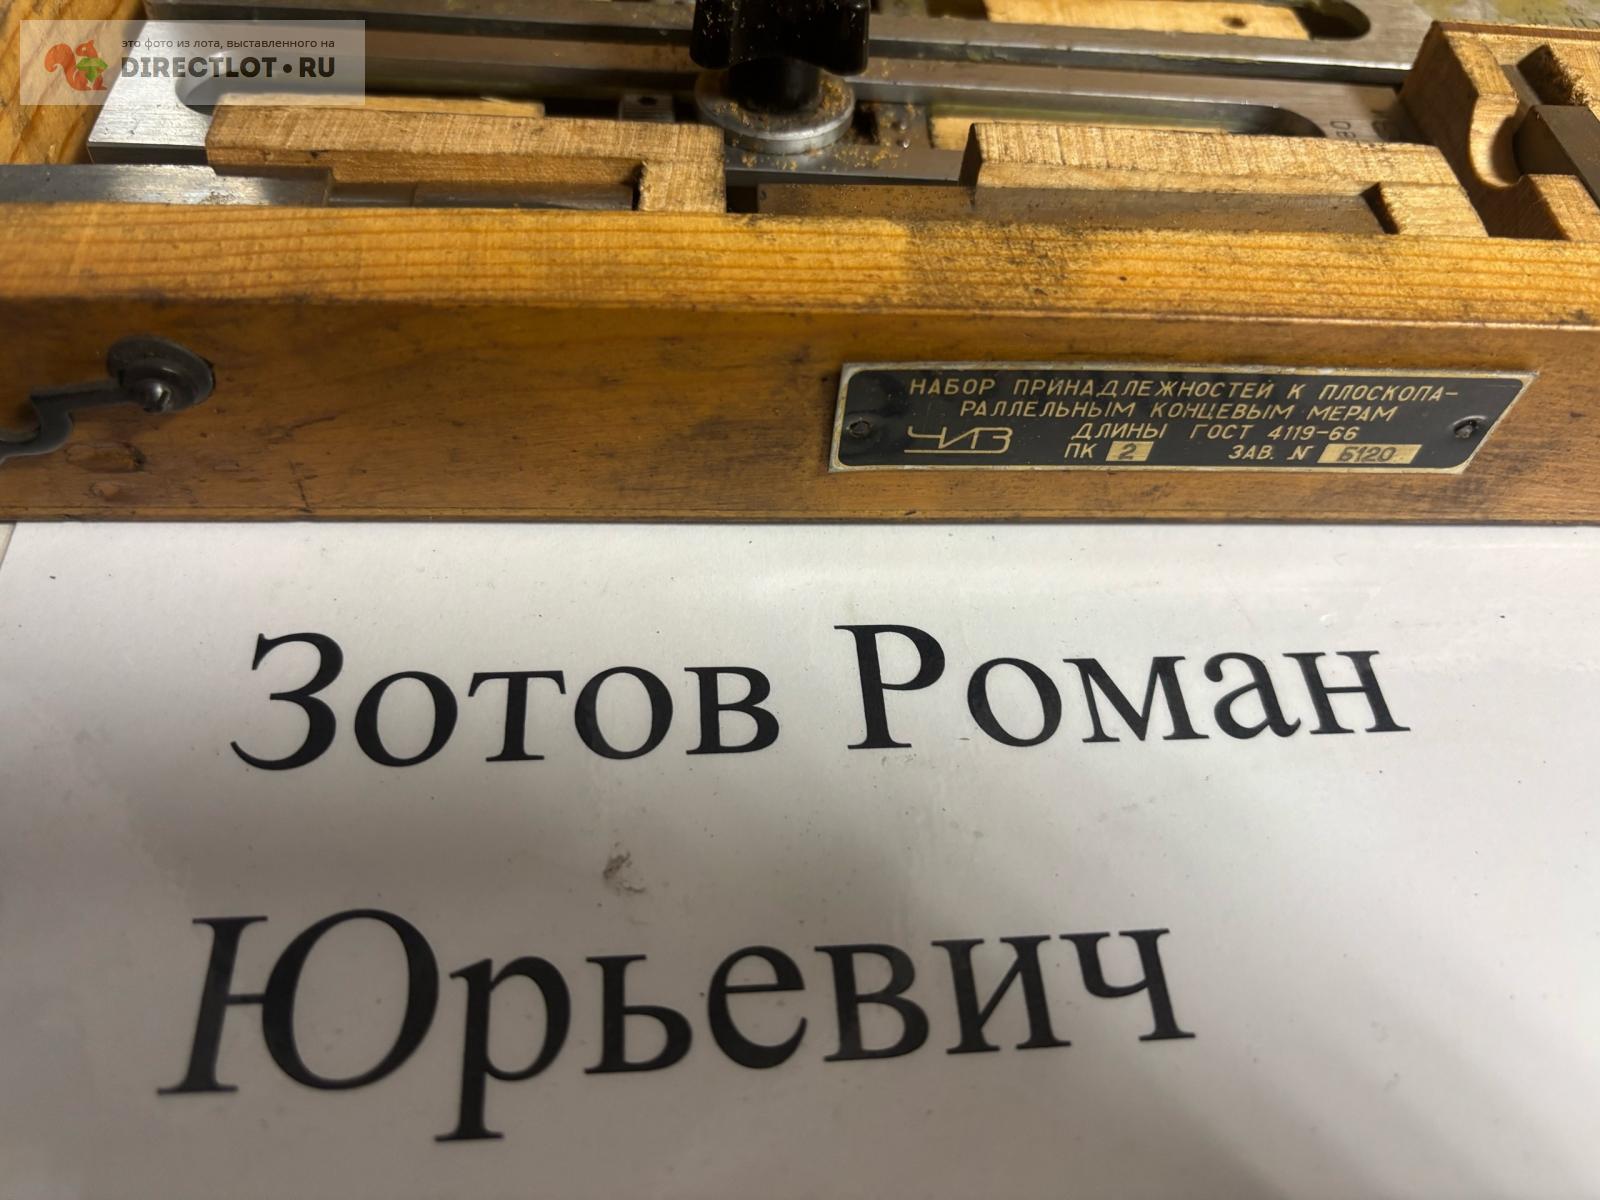 это фото из лота, выставленного на
DIRECTLOT•RU
НАБОР ПРИНАДЛЕЖНОСТЕЙ К ПЛОСКОПА-
РАЛЛЕЛЬНЫМ КОНЦЕВЫМ МЕРАМ
ЧИЗ ДЛИНЫ ГОСТ 4119-66
ПК 2 ЗАВ. № 5120
Зотов Роман
Юрьевич